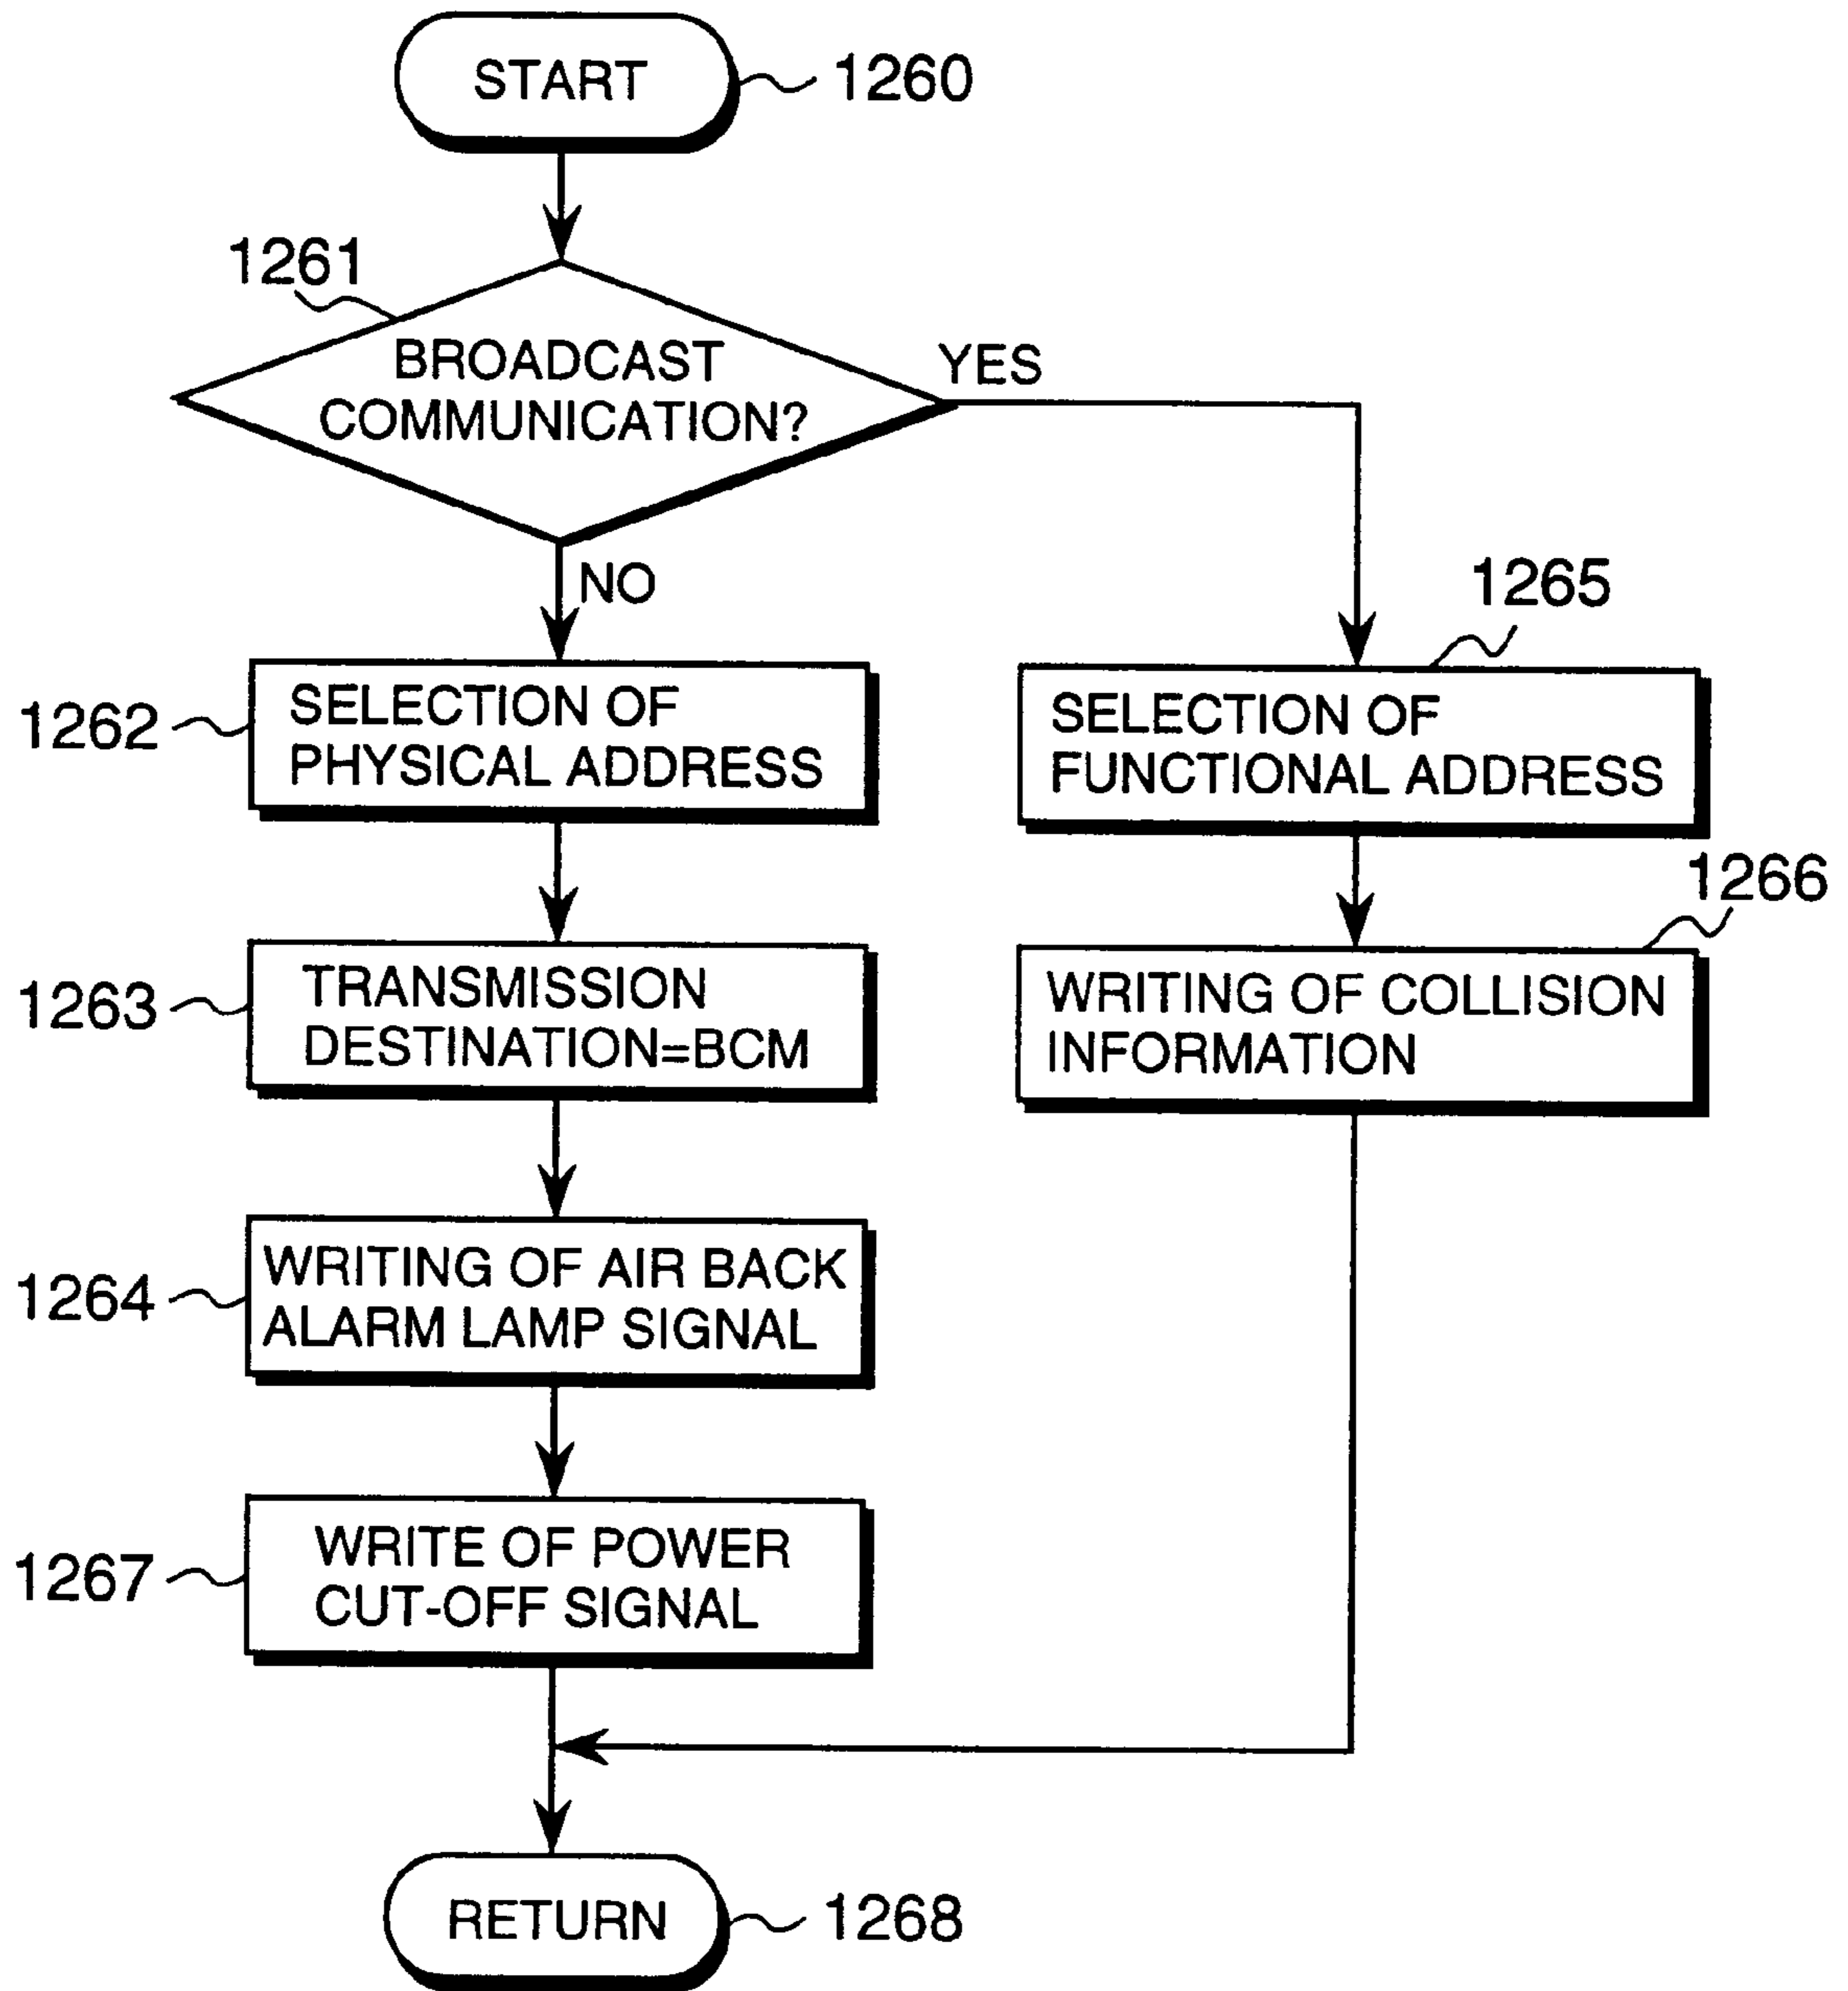 START
1260
1261
BROADCAST
COMMUNICATION?
YES
NO
1262
SELECTION OF
PHYSICAL ADDRESS
1265
SELECTION OF
FUNCTIONAL ADDRESS
1263
TRANSMISSION
DESTINATION=BCM
1266
WRITING OF COLLISION
INFORMATION
1264
WRITING OF AIR BACK
ALARM LAMP SIGNAL
1267
WRITE OF POWER
CUT-OFF SIGNAL
RETURN
1268